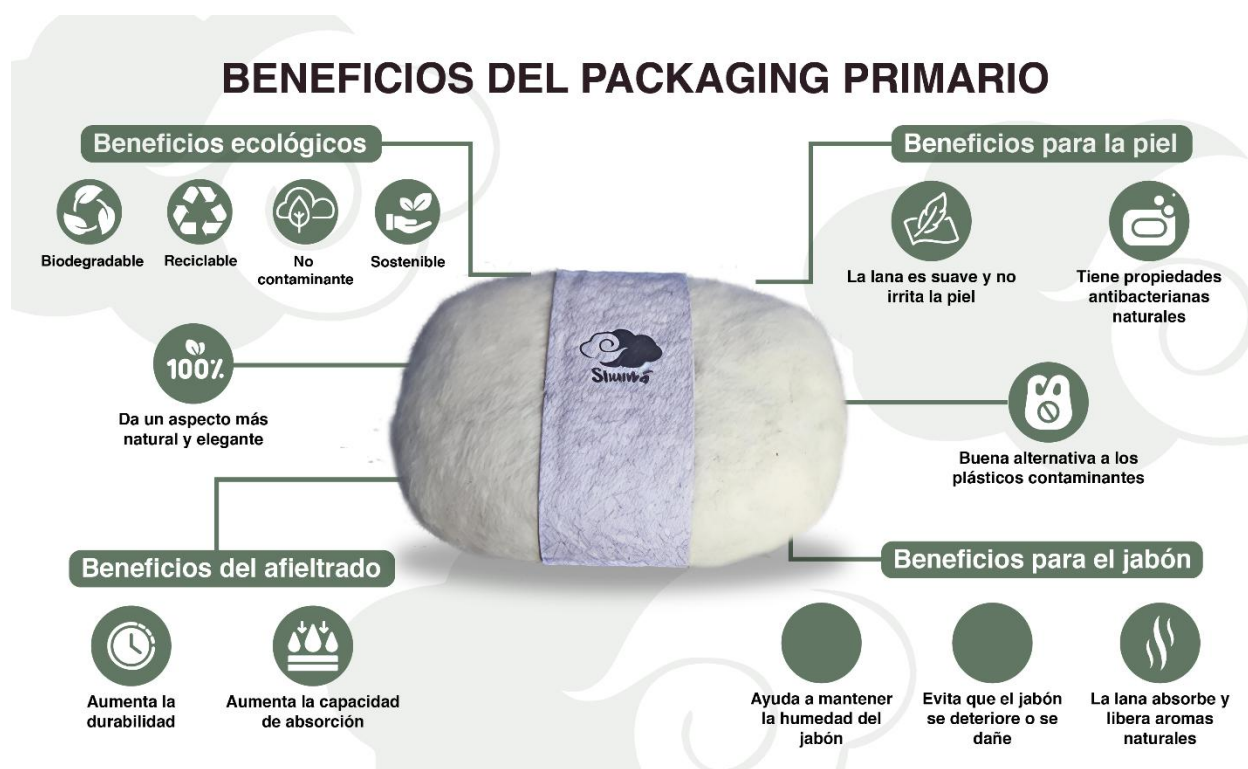 BENEFICIOS DEL PACKAGING PRIMARIO
Beneficios ecológicos
Biodegradable
Reciclable
No
contaminante
Sostenible
Beneficios para la piel
La lana es suave y no
irrita la piel
Tiene propiedades
antibacterianas
naturales
100%
Da un aspecto más
natural y elegante
Shumá
Buena alternativa a los
plásticos contaminantes
Beneficios del afieltrado
Aumenta la
durabilidad
Aumenta la capacidad
de absorción
Beneficios para el jabón
Ayuda a mantener
la humedad del
jabón
Evita que el jabón
se deteriore o se
dañe
La lana absorbe y
libera aromas
naturales